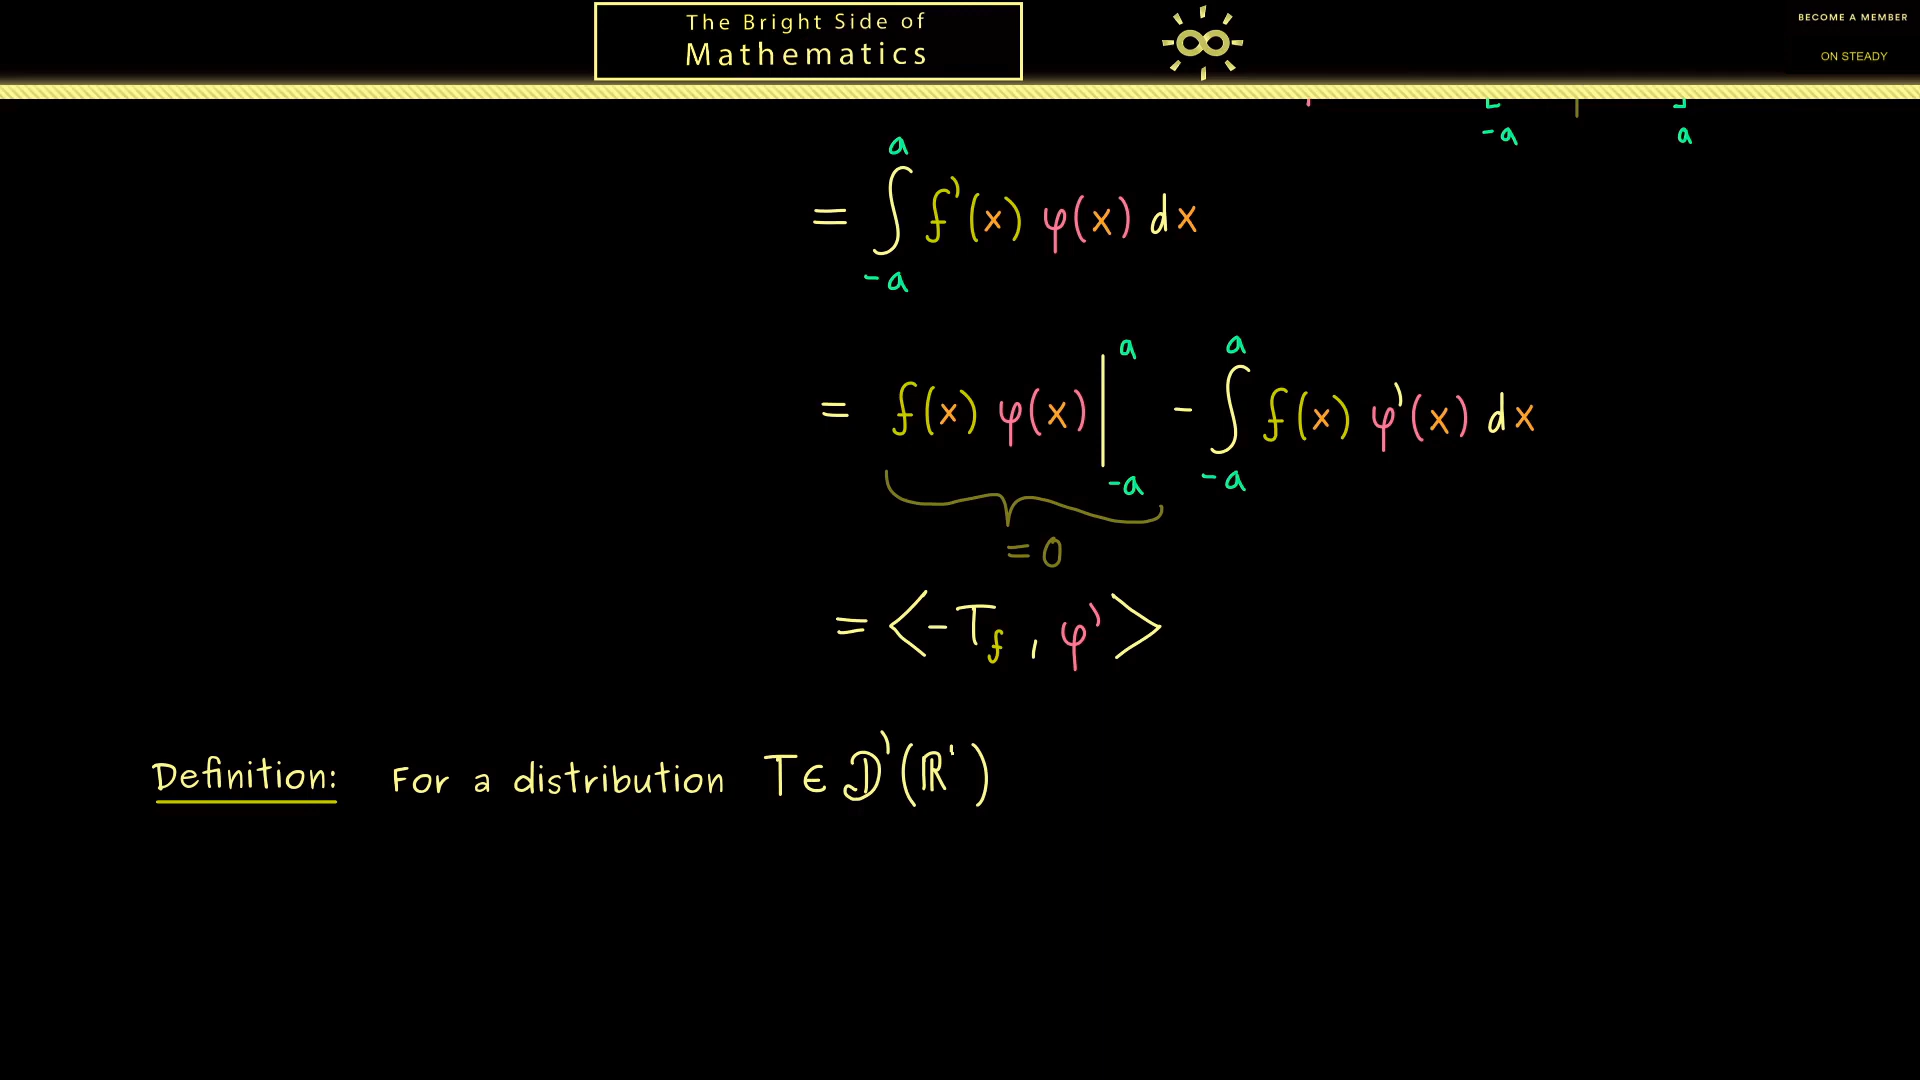 The Bright Side of
Mathematics
BECOME A MEMBER
ON STEADY
-a a
= ∫_{-a}^{a} f'(x) φ(x) dx
= f(x) φ(x) |_{-a}^{a} - ∫_{-a}^{a} f(x) φ'(x) dx
= 0
= <-T_f , φ'>
Definition: For a distribution T ∈ 𝒟'(ℝ¹)